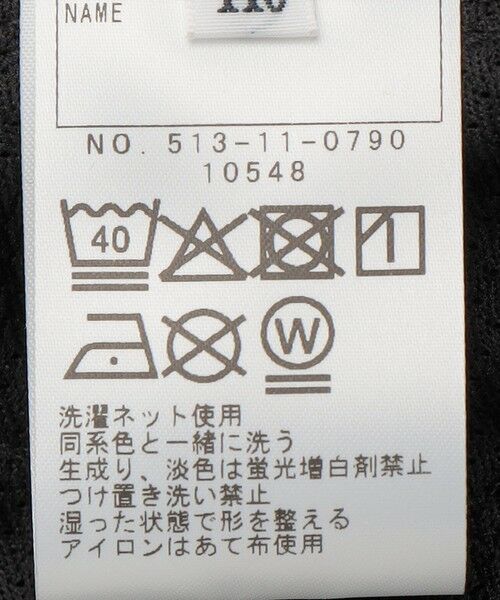 NAME
110
NO. 513-11-0790
10548
40
W
洗濯ネット使用
同系色と一緒に洗う
生成り、淡色は蛍光増白剤禁止
つけ置き洗い禁止
湿った状態で形を整える
アイロンはあて布使用